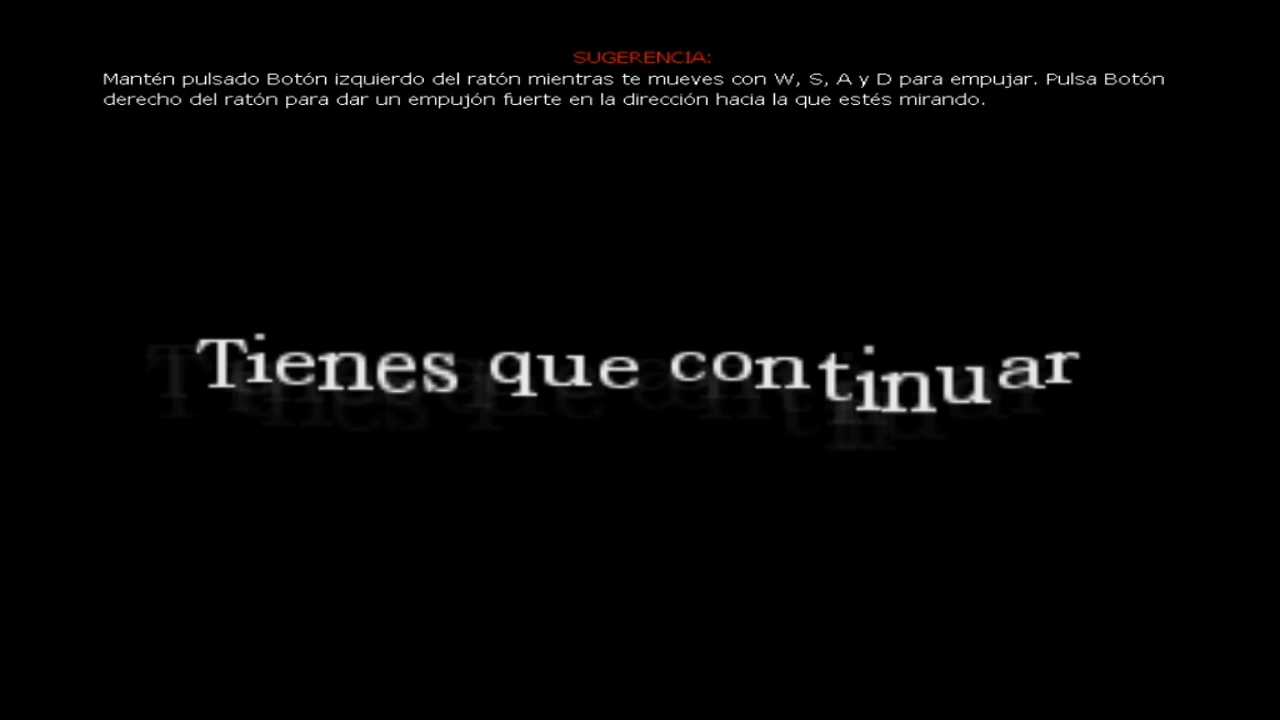 SUGERENCIA:
Mantén pulsado Botón izquierdo del ratón mientras te mueves con W, S, A y D para empujar. Pulsa Botón
derecho del ratón para dar un empujón fuerte en la dirección hacia la que estés mirando.
Tienes que continuar